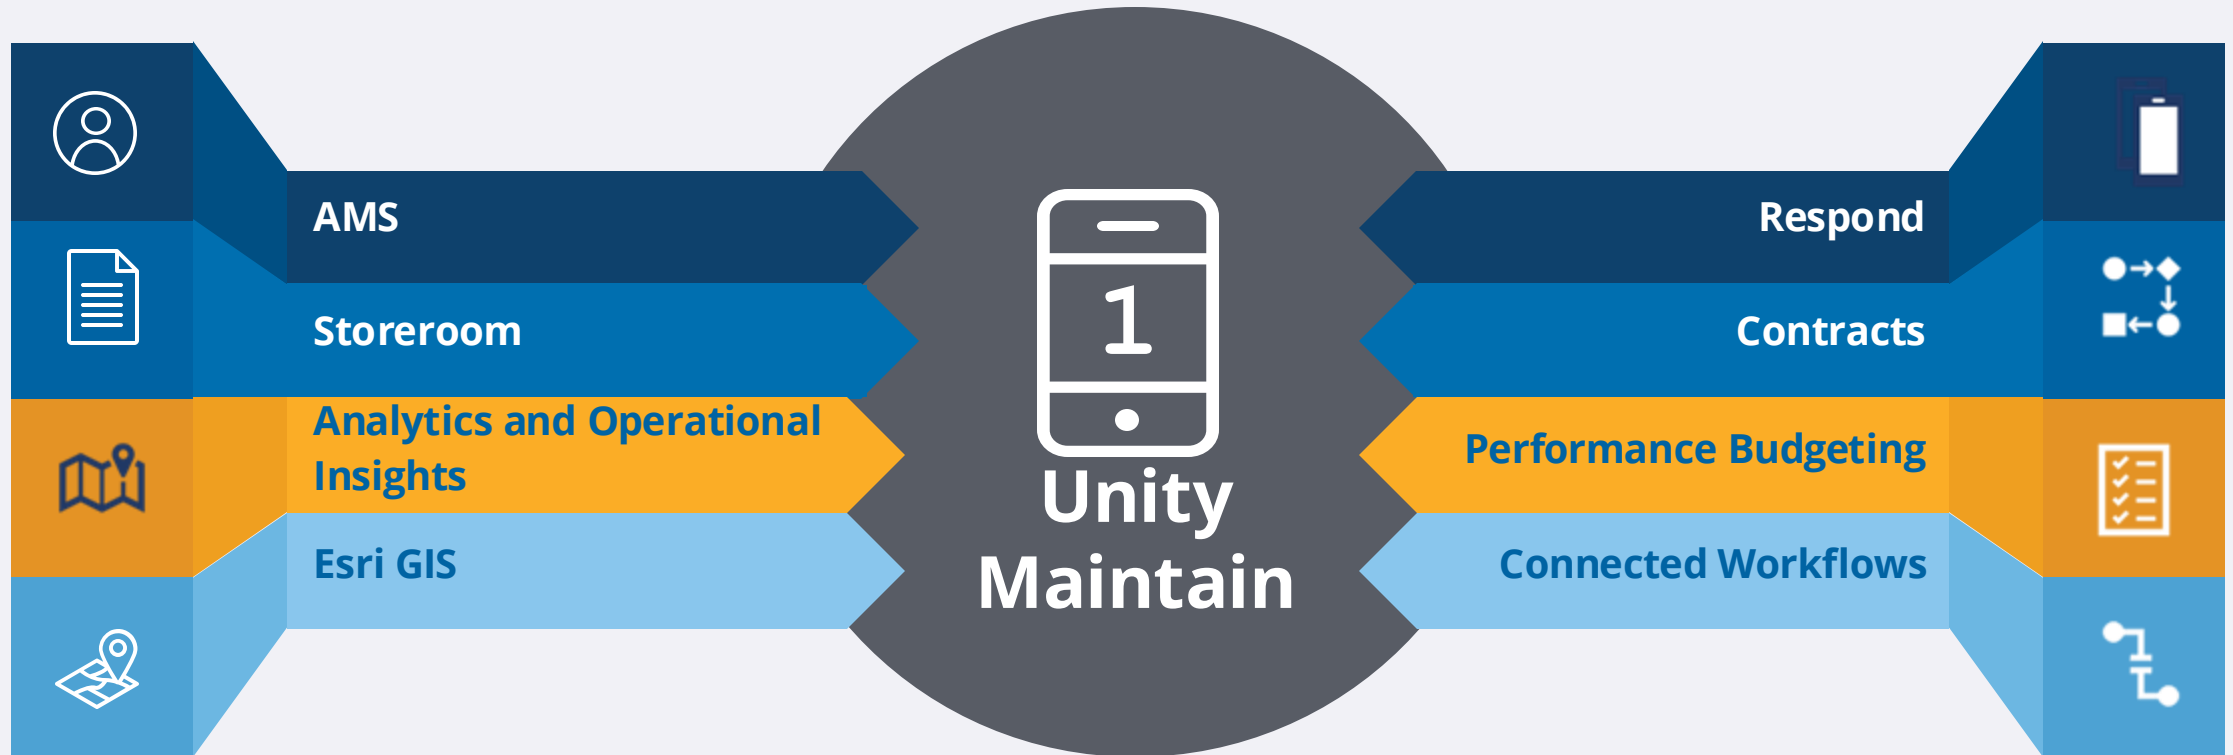 AMS
Storeroom
Analytics and Operational
Insights
Esri GIS
1
Unity
Maintain
Respond
Contracts
Performance Budgeting
Connected Workflows